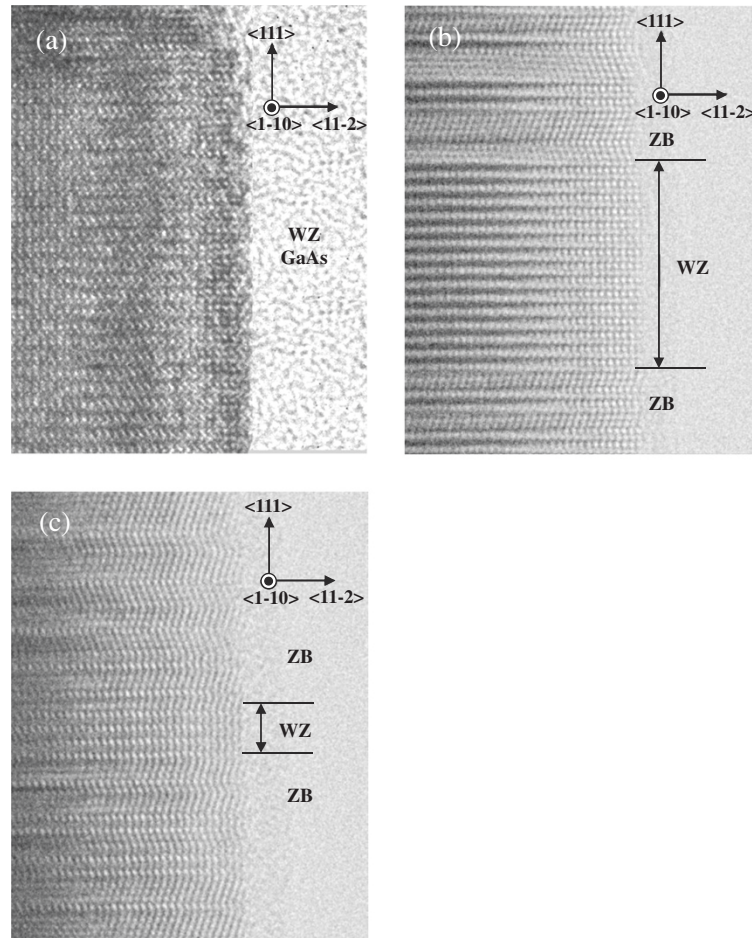 (a)
<111>
<1-10> <11-2>
WZ
GaAs
(b)
<111>
<1-10> <11-2>
ZB
WZ
ZB
(c)
<111>
<1-10> <11-2>
ZB
WZ
ZB